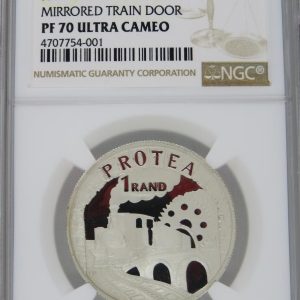 MIRRORED TRAIN DOOR
PF 70 ULTRA CAMEO
4707754-001
NUMISMATIC GUARANTY CORPORATION
NGC
PROTEA
1 RAND